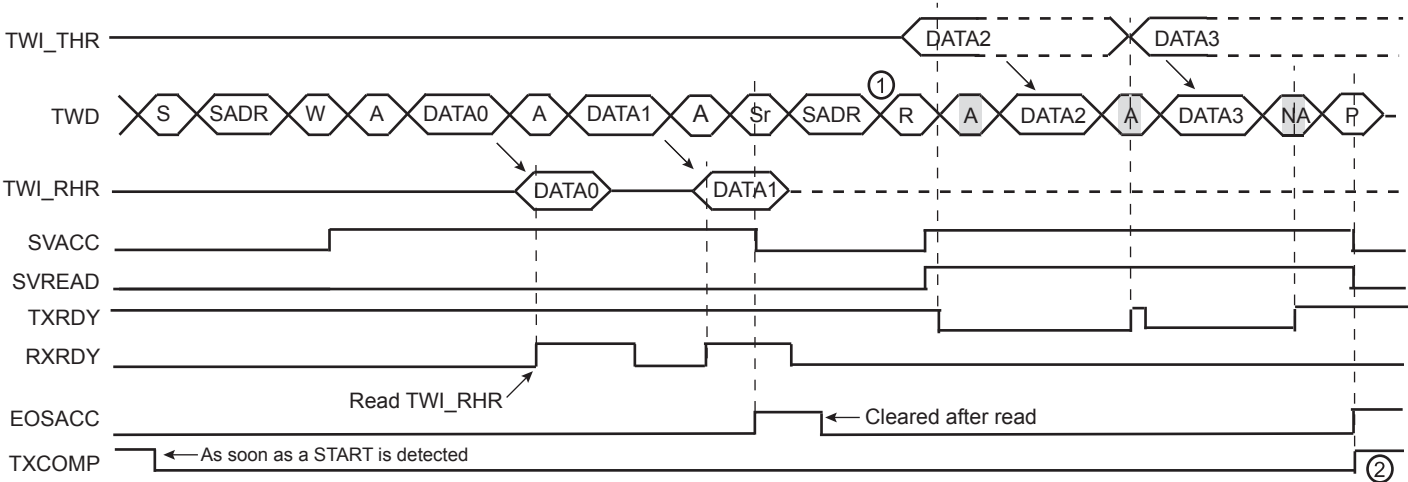 TWI_THR DATA2 DATA3
①
TWD S SADR W A DATA0 A DATA1 A Sr SADR R A DATA2 A DATA3 NA P
TWI_RHR DATA0 DATA1
SVACC
SVREAD
TXRDY
RXRDY
Read TWI_RHR
EOSACC Cleared after read
TXCOMP As soon as a START is detected ②